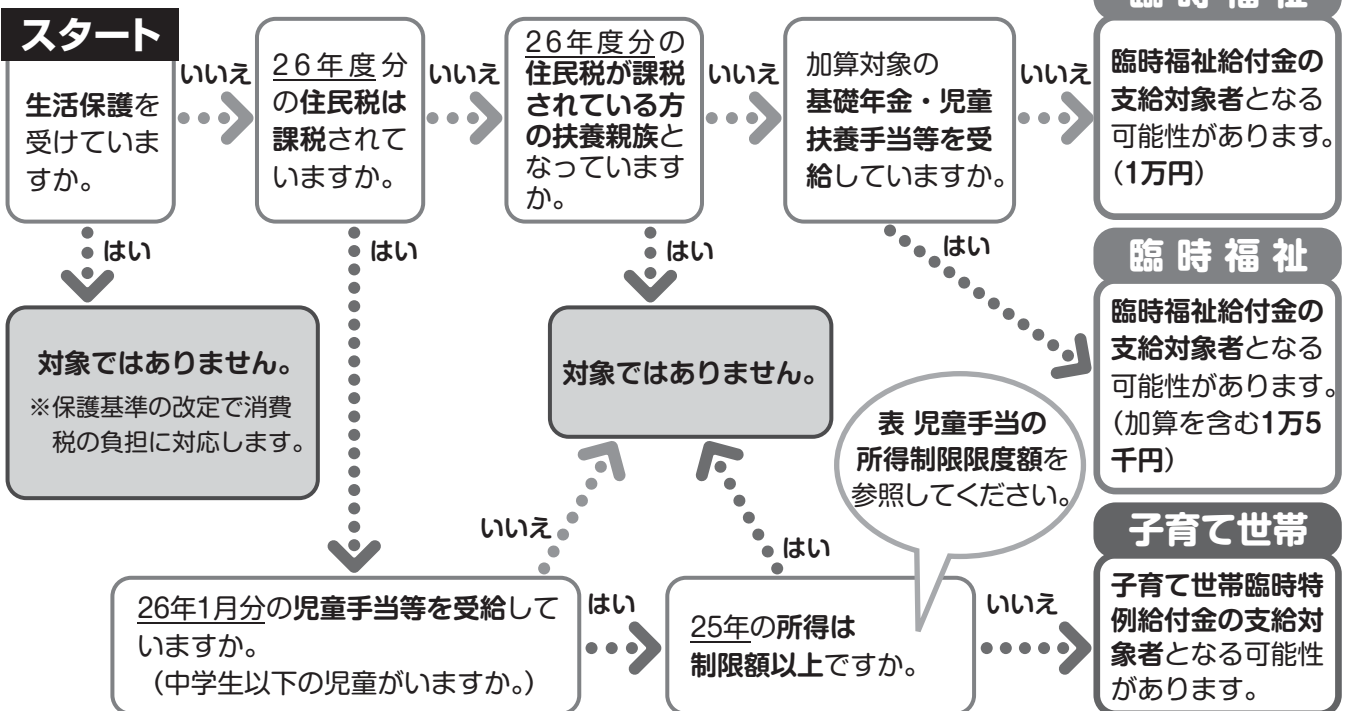 スタート
生活保護を
受けていま
すか。
いいえ
はい
26年度分
の住民税は
課税されて
いますか。
いいえ
はい
26年度分の
住民税が課税
されている方
の扶養親族と
なっています
か。
いいえ
はい
加算対象の
基礎年金・児童
扶養手当等を受
給していますか。
いいえ
はい
臨時福祉
臨時福祉給付金の
支給対象者となる
可能性があります。
(1万円)
臨時福祉
臨時福祉給付金の
支給対象者となる
可能性があります。
(加算を含む1万5
千円)
対象ではありません。
※保護基準の改定で消費
税の負担に対応します。
対象ではありません。
表 児童手当の
所得制限限度額を
参照してください。
26年1月分の児童手当等を受給して
いますか。
(中学生以下の児童がいますか。)
いいえ
はい
25年の所得は
制限額以上ですか。
はい
いいえ
子育て世帯
子育て世帯臨時特
例給付金の支給対
象者となる可能性
があります。